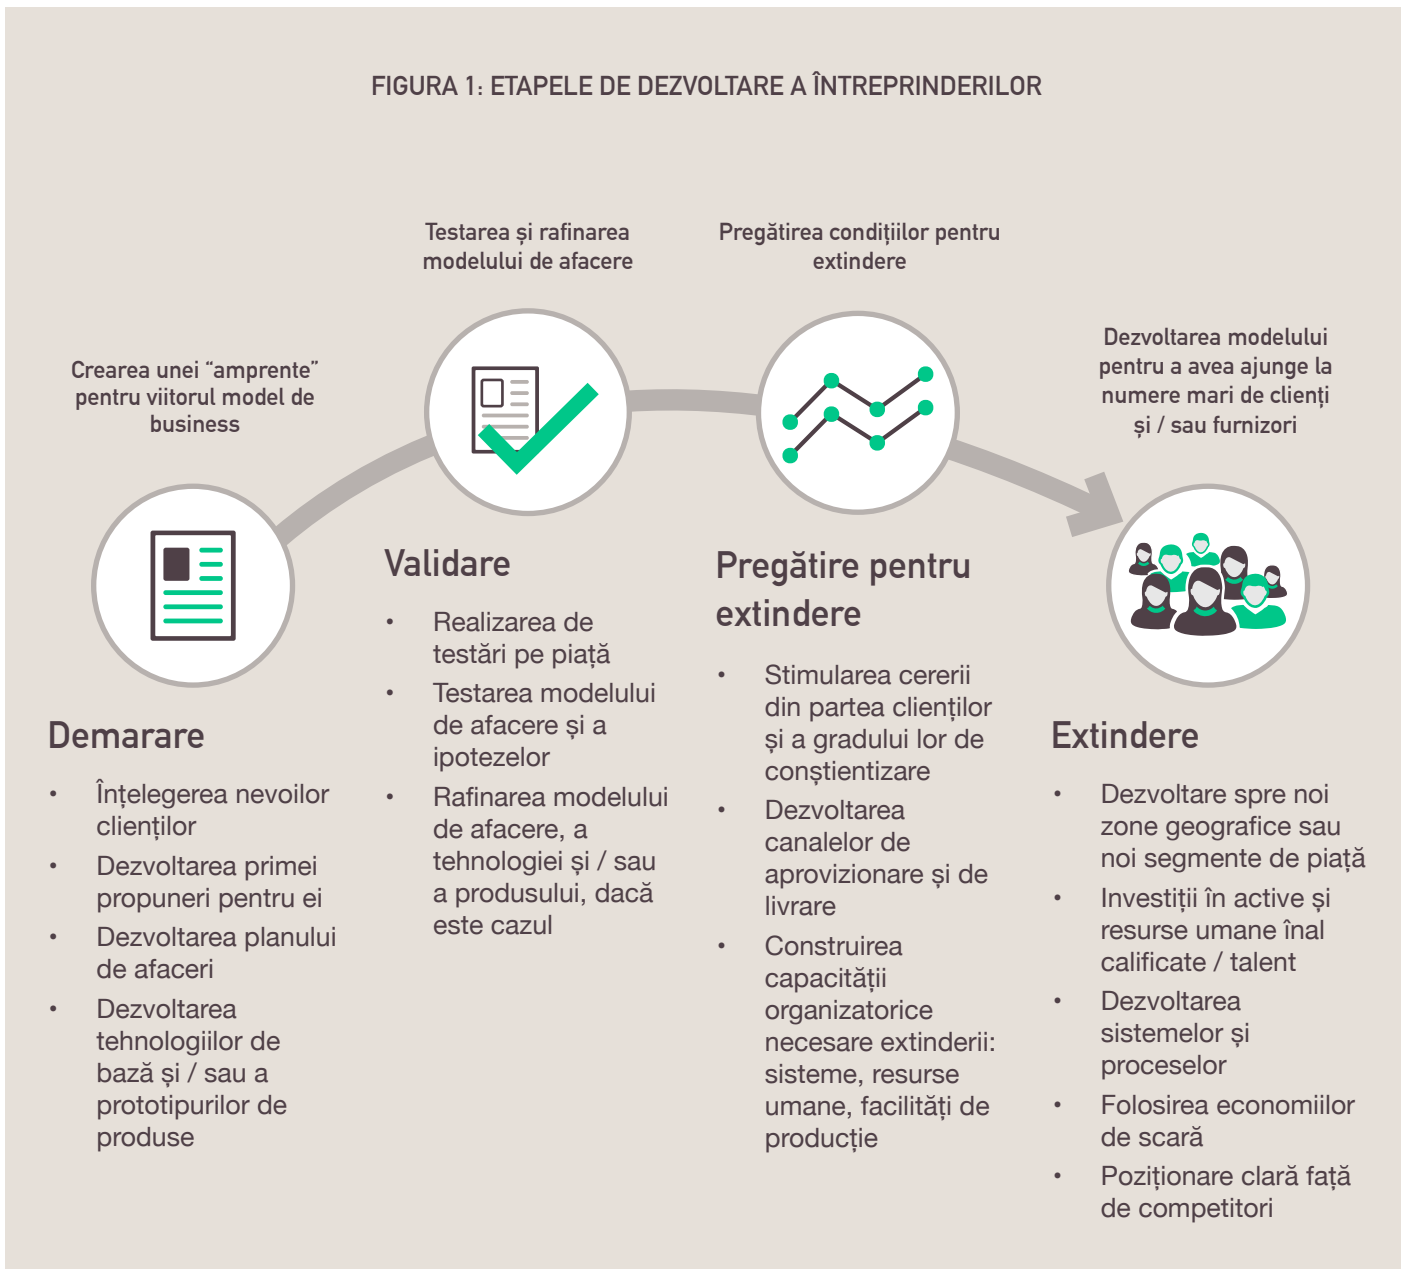 FIGURA 1: ETAPELE DE DEZVOLTARE A ÎNTREPRINDERILOR
Crearea unei “amprente”
pentru viitorul model de
business
Demarare
• Înțelegerea nevoilor
clienților
• Dezvoltarea primei
propuneri pentru ei
• Dezvoltarea planului
de afaceri
• Dezvoltarea
tehnologiilor de
bază și / sau a
prototipurilor de
produse
Testarea și rafinarea
modelului de afacere
Validare
• Realizarea de
testări pe piață
• Testarea modelului
de afacere și a
ipotezelor
• Rafinarea modelului
de afacere, a
tehnologiei și / sau
a produsului, dacă
este cazul
Pregătirea condițiilor pentru
extindere
Pregătire pentru
extindere
• Stimularea cererii
din partea clienților
și a gradului lor de
conștientizare
• Dezvoltarea
canalelor de
aprovizionare și de
livrare
• Construirea
capacității
organizatorice
necesare extinderii:
sisteme, resurse
umane, facilități de
producție
Dezvoltarea modelului
pentru a avea ajunge la
numere mari de clienți
și / sau furnizori
Extindere
• Dezvoltare spre noi
zone geografice sau
noi segmente de piață
• Investiții în active și
resurse umane înal
calificate / talent
• Dezvoltarea
sistemelor și
proceselor
• Folosirea economiilor
de scară
• Poziționare clară față
de competitori